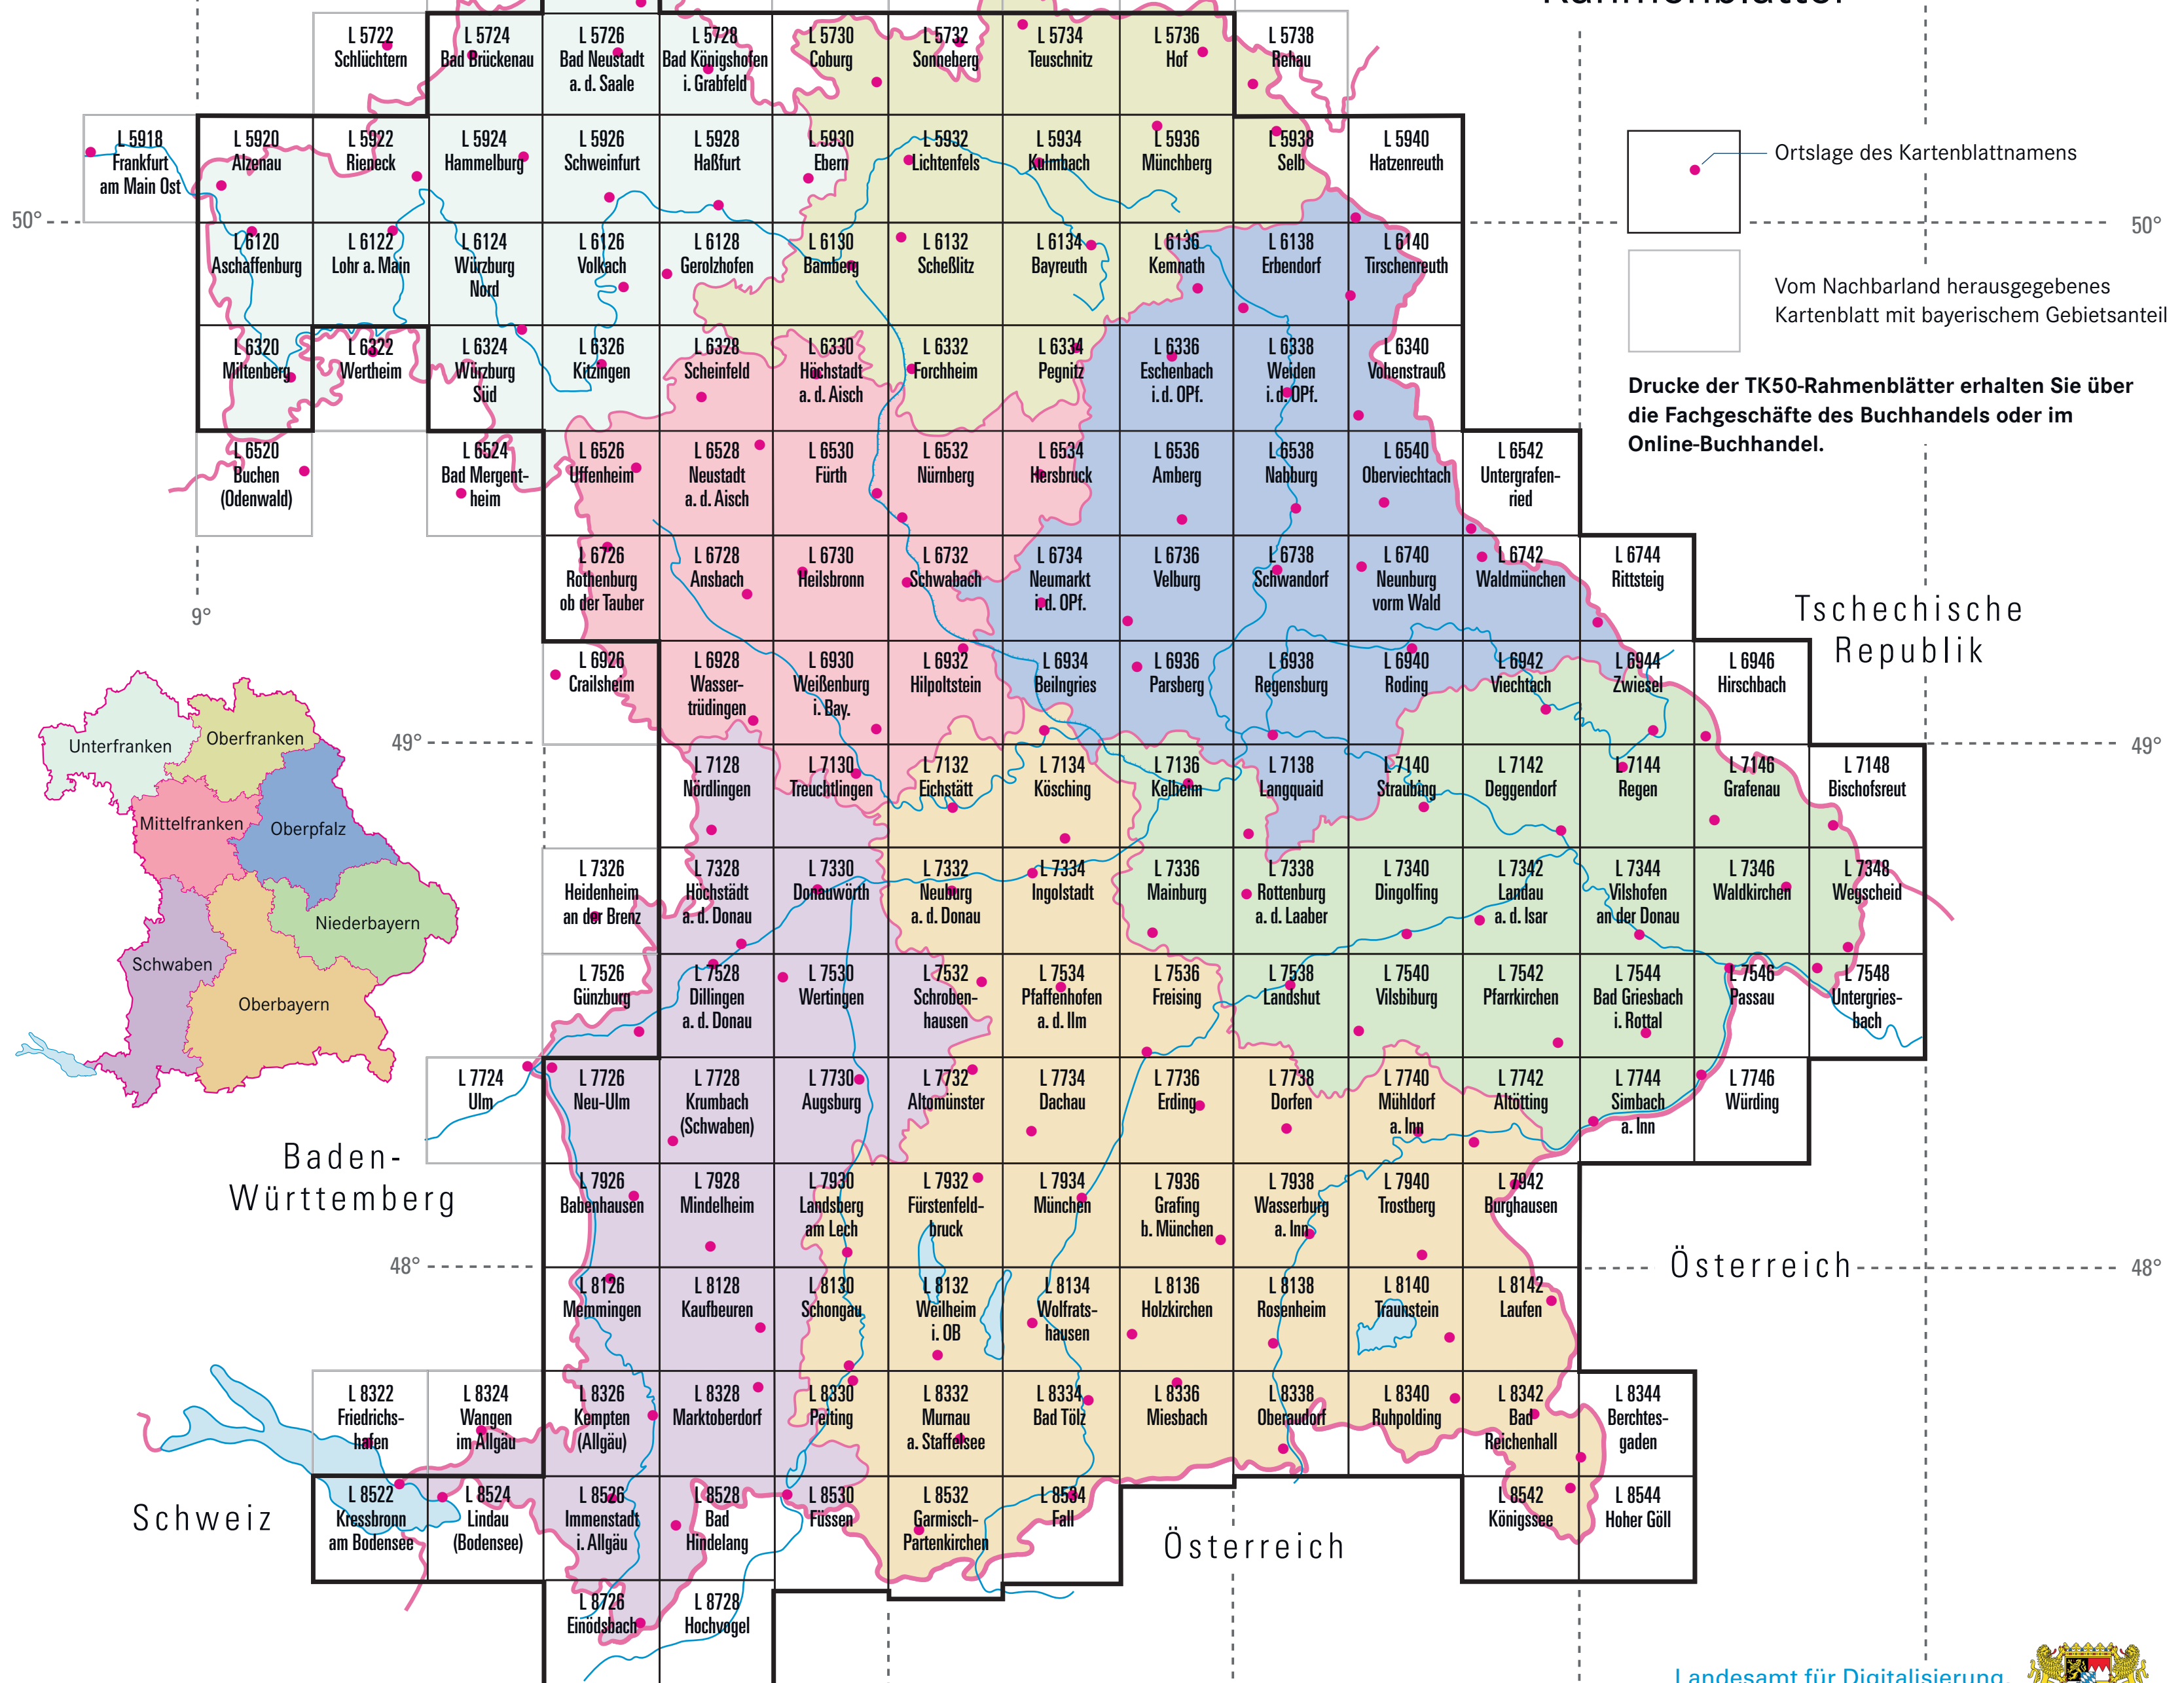 Rahmenblätter
L 5722
Schlüchtern
L 5724
Bad Brückenau
L 5726
Bad Neustadt
a. d. Saale
L 5728
Bad Königshofen
i. Grabfeld
L 5730
Coburg
L 5732
Sonneberg
L 5734
Teuschnitz
L 5736
Hof
L 5738
Rehau
L 5918
Frankfurt
am Main Ost
L 5920
Alzenau
L 5922
Rieneck
L 5924
Hammelburg
L 5926
Schweinfurt
L 5928
Haßfurt
L 5930
Ebern
L 5932
Lichtenfels
L 5934
Kulmbach
L 5936
Münchberg
L 5938
Selb
L 5940
Hatzenreuth
Ortslage des Kartenblattnamens
50°
50°
L 6120
Aschaffenburg
L 6122
Lohr a. Main
L 6124
Würzburg
Nord
L 6126
Volkach
L 6128
Gerolzhofen
L 6130
Bamberg
L 6132
Scheßlitz
L 6134
Bayreuth
L 6136
Kemnath
L 6138
Erbendorf
L 6140
Tirschenreuth
Vom Nachbarland herausgegebenes
Kartenblatt mit bayerischem Gebietsanteil
L 6320
Miltenberg
L 6322
Wertheim
L 6324
Würzburg
Süd
L 6326
Kitzingen
L 6328
Scheinfeld
L 6330
Höchstadt
a. d. Aisch
L 6332
Forchheim
L 6334
Pegnitz
L 6336
Eschenbach
i. d. OPf.
L 6338
Weiden
i. d. OPf.
L 6340
Vohenstrauß
Drucke der TK50-Rahmenblätter erhalten Sie über
die Fachgeschäfte des Buchhandels oder im
Online-Buchhandel.
L 6520
Buchen
(Odenwald)
L 6524
Bad Mergent-
heim
L 6526
Uffenheim
L 6528
Neustadt
a. d. Aisch
L 6530
Fürth
L 6532
Nürnberg
L 6534
Hersbruck
L 6536
Amberg
L 6538
Nabburg
L 6540
Oberviechtach
L 6542
Untergrafen-
ried
L 6726
Rothenburg
ob der Tauber
L 6728
Ansbach
L 6730
Heilsbronn
L 6732
Schwabach
L 6734
Neumarkt
i. d. OPf.
L 6736
Velburg
L 6738
Schwandorf
L 6740
Neunburg
vorm Wald
L 6742
Waldmünchen
L 6744
Rittsteig
9°
Tschechische
Republik
L 6926
Crailsheim
L 6928
Wasser-
trüdingen
L 6930
Weißenburg
i. Bay.
L 6932
Hilpoltstein
L 6934
Beilngries
L 6936
Parsberg
L 6938
Regensburg
L 6940
Roding
L 6942
Viechtach
L 6944
Zwiesel
L 6946
Hirschbach
49°
49°
L 7128
Nördlingen
L 7130
Treuchtlingen
L 7132
Eichstätt
L 7134
Kösching
L 7136
Kelheim
L 7138
Langquaid
L 7140
Straubing
L 7142
Deggendorf
L 7144
Regen
L 7146
Grafenau
L 7148
Bischofsreut
Unterfranken
Oberfranken
Mittelfranken
Oberpfalz
Niederbayern
Schwaben
Oberbayern
L 7326
Heidenheim
an der Brenz
L 7328
Höchstädt
a. d. Donau
L 7330
Donauwörth
L 7332
Neuburg
a. d. Donau
L 7334
Ingolstadt
L 7336
Mainburg
L 7338
Rottenburg
a. d. Laaber
L 7340
Dingolfing
L 7342
Landau
a. d. Isar
L 7344
Vilshofen
an der Donau
L 7346
Waldkirchen
L 7348
Wegscheid
L 7526
Günzburg
L 7528
Dillingen
a. d. Donau
L 7530
Wertingen
L 7532
Schroben-
hausen
L 7534
Pfaffenhofen
a. d. Ilm
L 7536
Freising
L 7538
Landshut
L 7540
Vilsbiburg
L 7542
Pfarrkirchen
L 7544
Bad Griesbach
i. Rottal
L 7546
Passau
L 7548
Untergries-
bach
L 7724
Ulm
L 7726
Neu-Ulm
L 7728
Krumbach
(Schwaben)
L 7730
Augsburg
L 7732
Altomünster
L 7734
Dachau
L 7736
Erding
L 7738
Dorfen
L 7740
Mühldorf
a. Inn
L 7742
Altötting
L 7744
Simbach
a. Inn
L 7746
Würding
Baden-
Württemberg
L 7926
Babenhausen
L 7928
Mindelheim
L 7930
Landsberg
am Lech
L 7932
Fürstenfeld-
bruck
L 7934
München
L 7936
Grafing
b. München
L 7938
Wasserburg
a. Inn
L 7940
Trostberg
L 7942
Burghausen
48°
Österreich
48°
L 8126
Memmingen
L 8128
Kaufbeuren
L 8130
Schongau
L 8132
Weilheim
i. OB
L 8134
Wolfrats-
hausen
L 8136
Holzkirchen
L 8138
Rosenheim
L 8140
Traunstein
L 8142
Laufen
L 8322
Friedrichs-
hafen
L 8324
Wangen
im Allgäu
L 8326
Kempten
(Allgäu)
L 8328
Marktoberdorf
L 8330
Peiting
L 8332
Murnau
a. Staffelsee
L 8334
Bad Tölz
L 8336
Miesbach
L 8338
Oberaudorf
L 8340
Ruhpolding
L 8342
Bad
Reichenhall
L 8344
Berchtes-
gaden
Schweiz
L 8522
Kressbronn
am Bodensee
L 8524
Lindau
(Bodensee)
L 8526
Immenstadt
i. Allgäu
L 8528
Bad
Hindelang
L 8530
Füssen
L 8532
Garmisch-
Partenkirchen
L 8534
Fall
Österreich
L 8542
Königssee
L 8544
Hoher Göll
L 8726
Einödsbach
L 8728
Hochvogel
Landesamt für Digitalisierung,